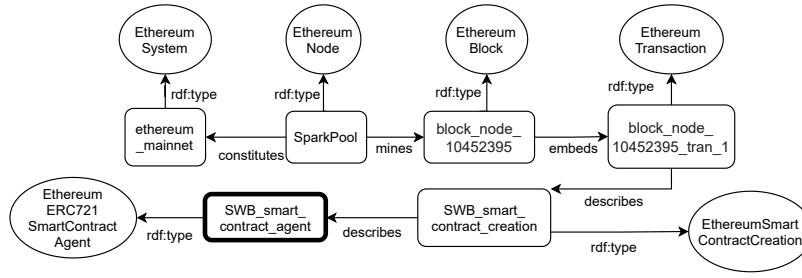 Ethereum
System
Ethereum
Node
Ethereum
Block
Ethereum
Transaction
rdf:type
rdf:type
rdf:type
rdf:type
ethereum
_mainnet
constitutes
SparkPool
mines
block_node_
10452395
embeds
block_node_
10452395_tran_1
describes
Ethereum
ERC721
SmartContract
Agent
rdf:type
SWB_smart_
contract_agent
describes
SWB_smart_
contract_creation
rdf:type
EthereumSmart
ContractCreation